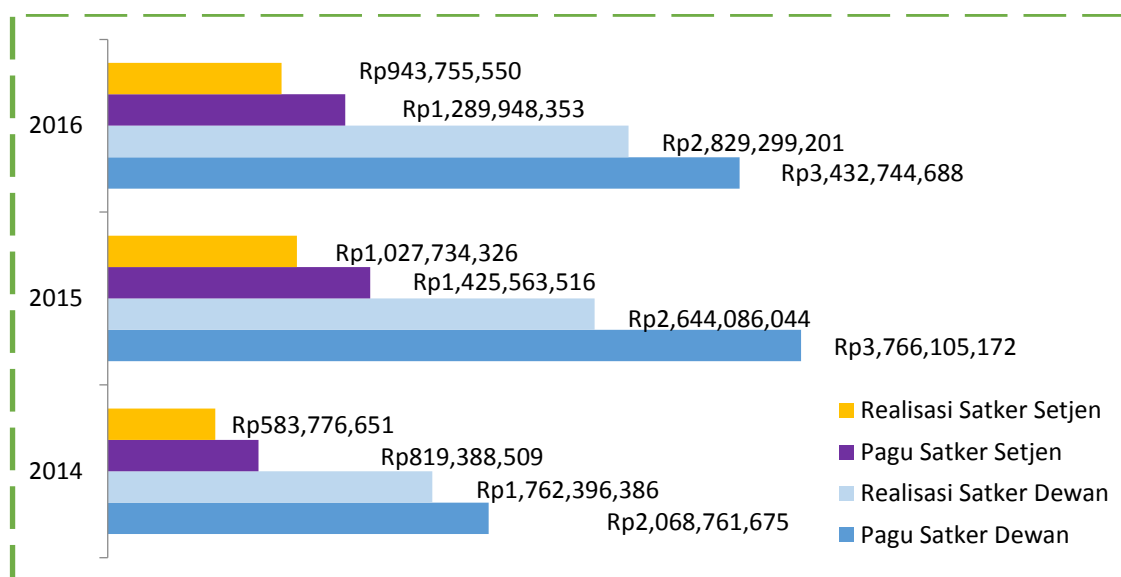 2016
Rp943,755,550
Rp1,289,948,353
Rp2,829,299,201
Rp3,432,744,688
2015
Rp1,027,734,326
Rp1,425,563,516
Rp2,644,086,044
Rp3,766,105,172
2014
Rp583,776,651
Rp819,388,509
Rp1,762,396,386
Rp2,068,761,675
Realisasi Satker Setjen
Pagu Satker Setjen
Realisasi Satker Dewan
Pagu Satker Dewan